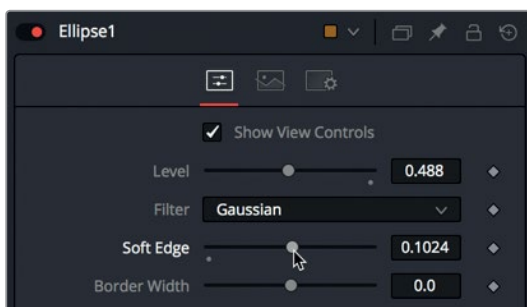 Ellipse1
Show View Controls
Level 0.488
Filter Gaussian
Soft Edge 0.1024
Border Width 0.0